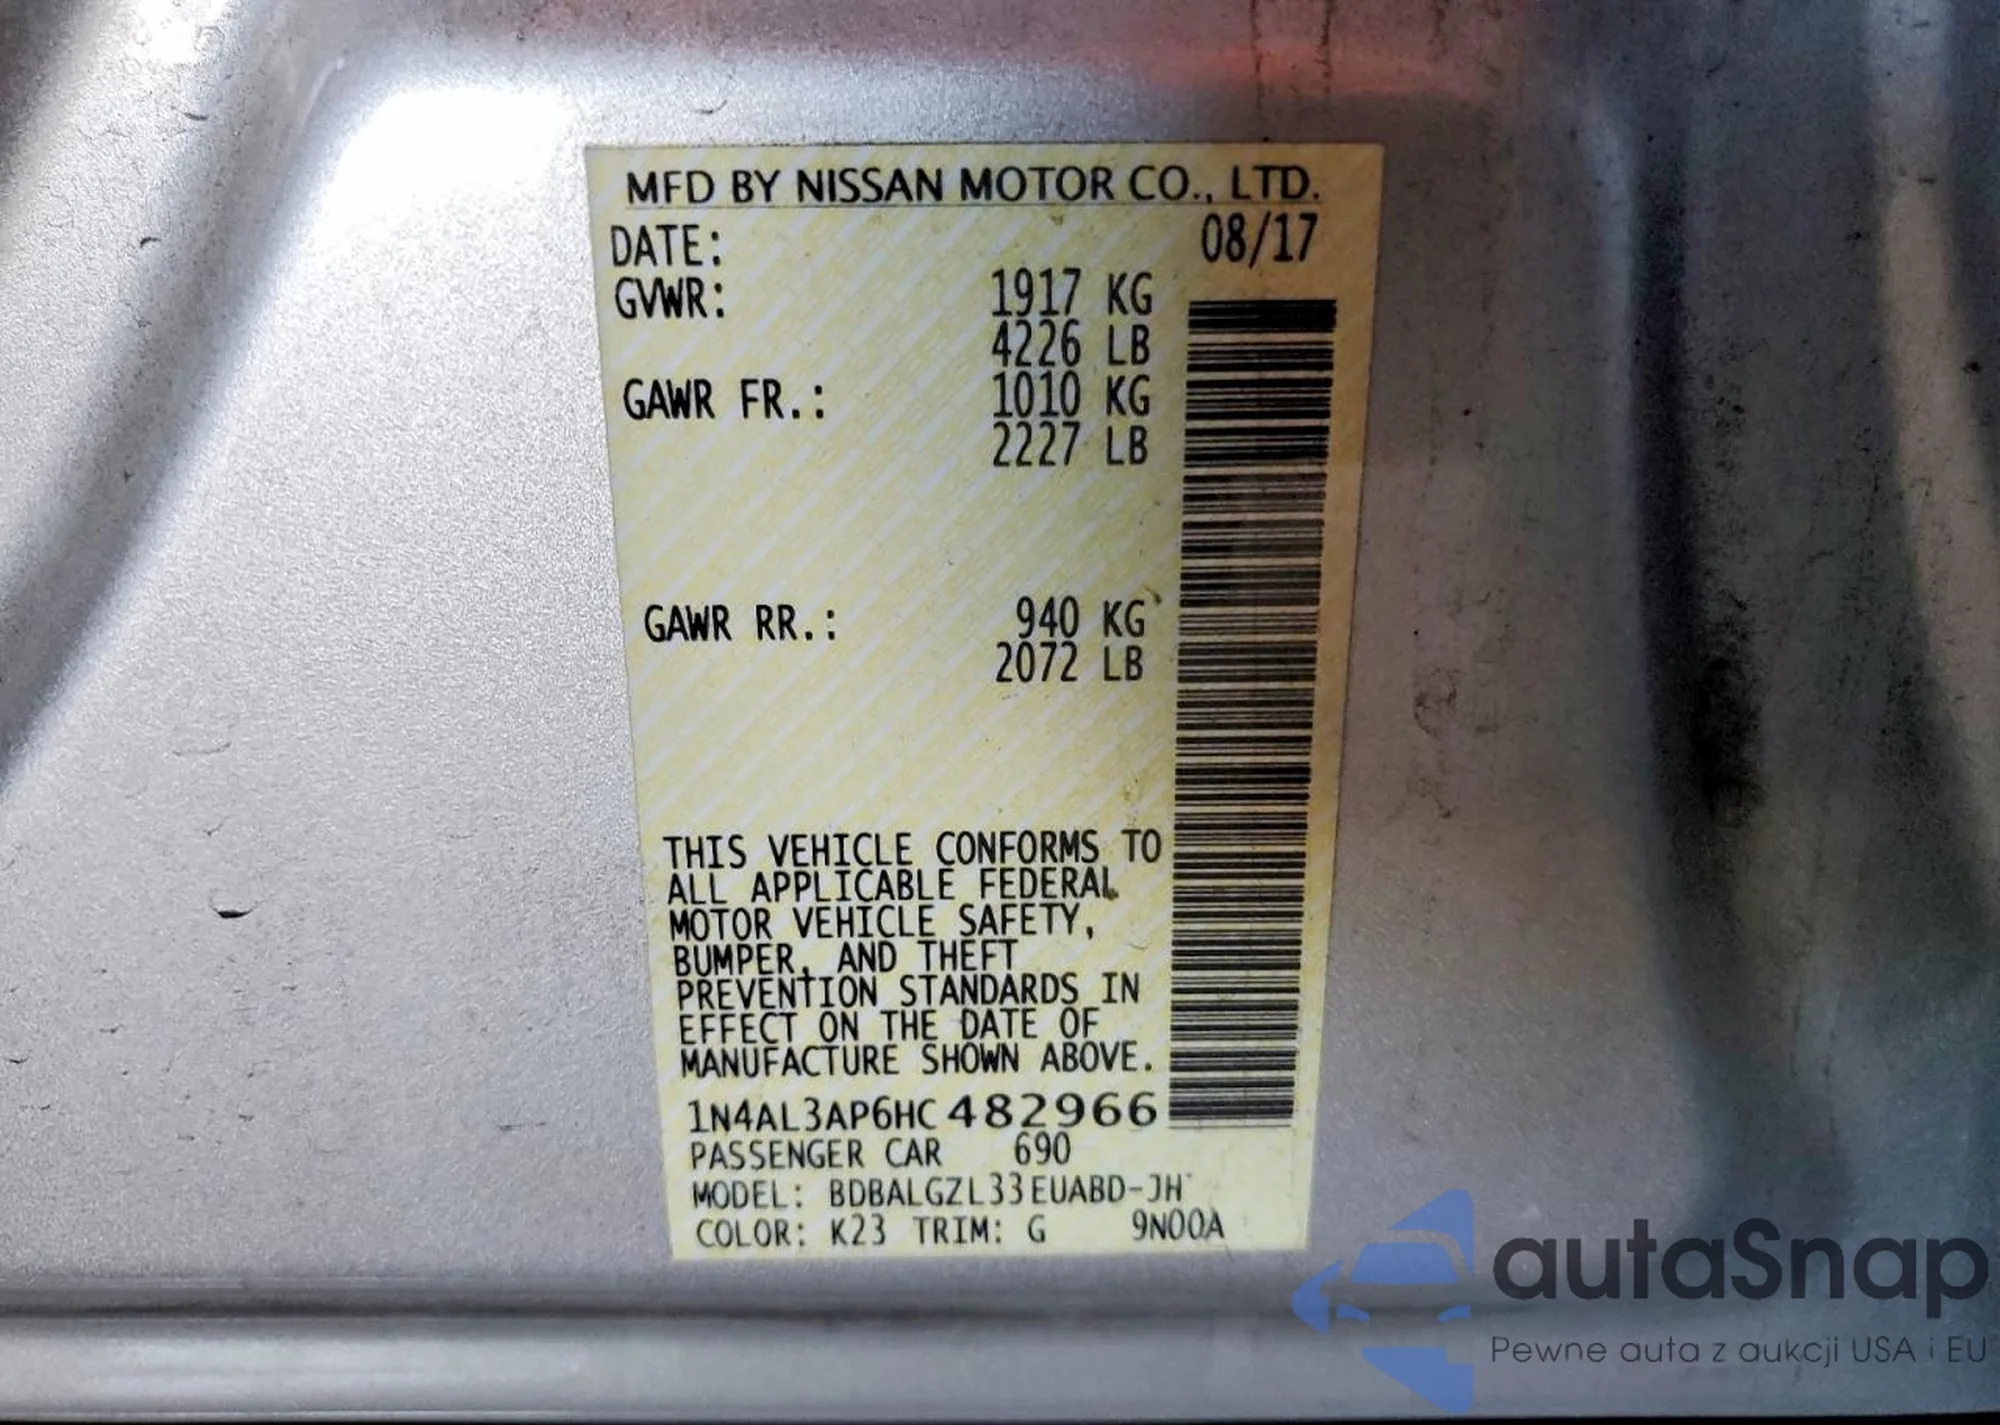 MFD BY NISSAN MOTOR CO., LTD.
DATE: 08/17
GVWR: 1917 KG
4226 LB
GAWR FR.: 1010 KG
2227 LB
GAWR RR.: 940 KG
2072 LB
THIS VEHICLE CONFORMS TO
ALL APPLICABLE FEDERAL
MOTOR VEHICLE SAFETY,
BUMPER, AND THEFT
PREVENTION STANDARDS IN
EFFECT ON THE DATE OF
MANUFACTURE SHOWN ABOVE.
1N4AL3AP6HC482966
PASSENGER CAR 690
MODEL: BDBALGZL33EUABD-JH
COLOR: K23 TRIM: G 9N00A
autaSnap
Pewne auta z aukcji USA i EU